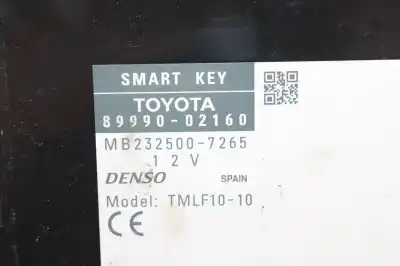 SMART KEY
TOYOTA
89990-02160
MB232500-7265
12V
DENSO SPAIN
Model: TMLF10-10
CE